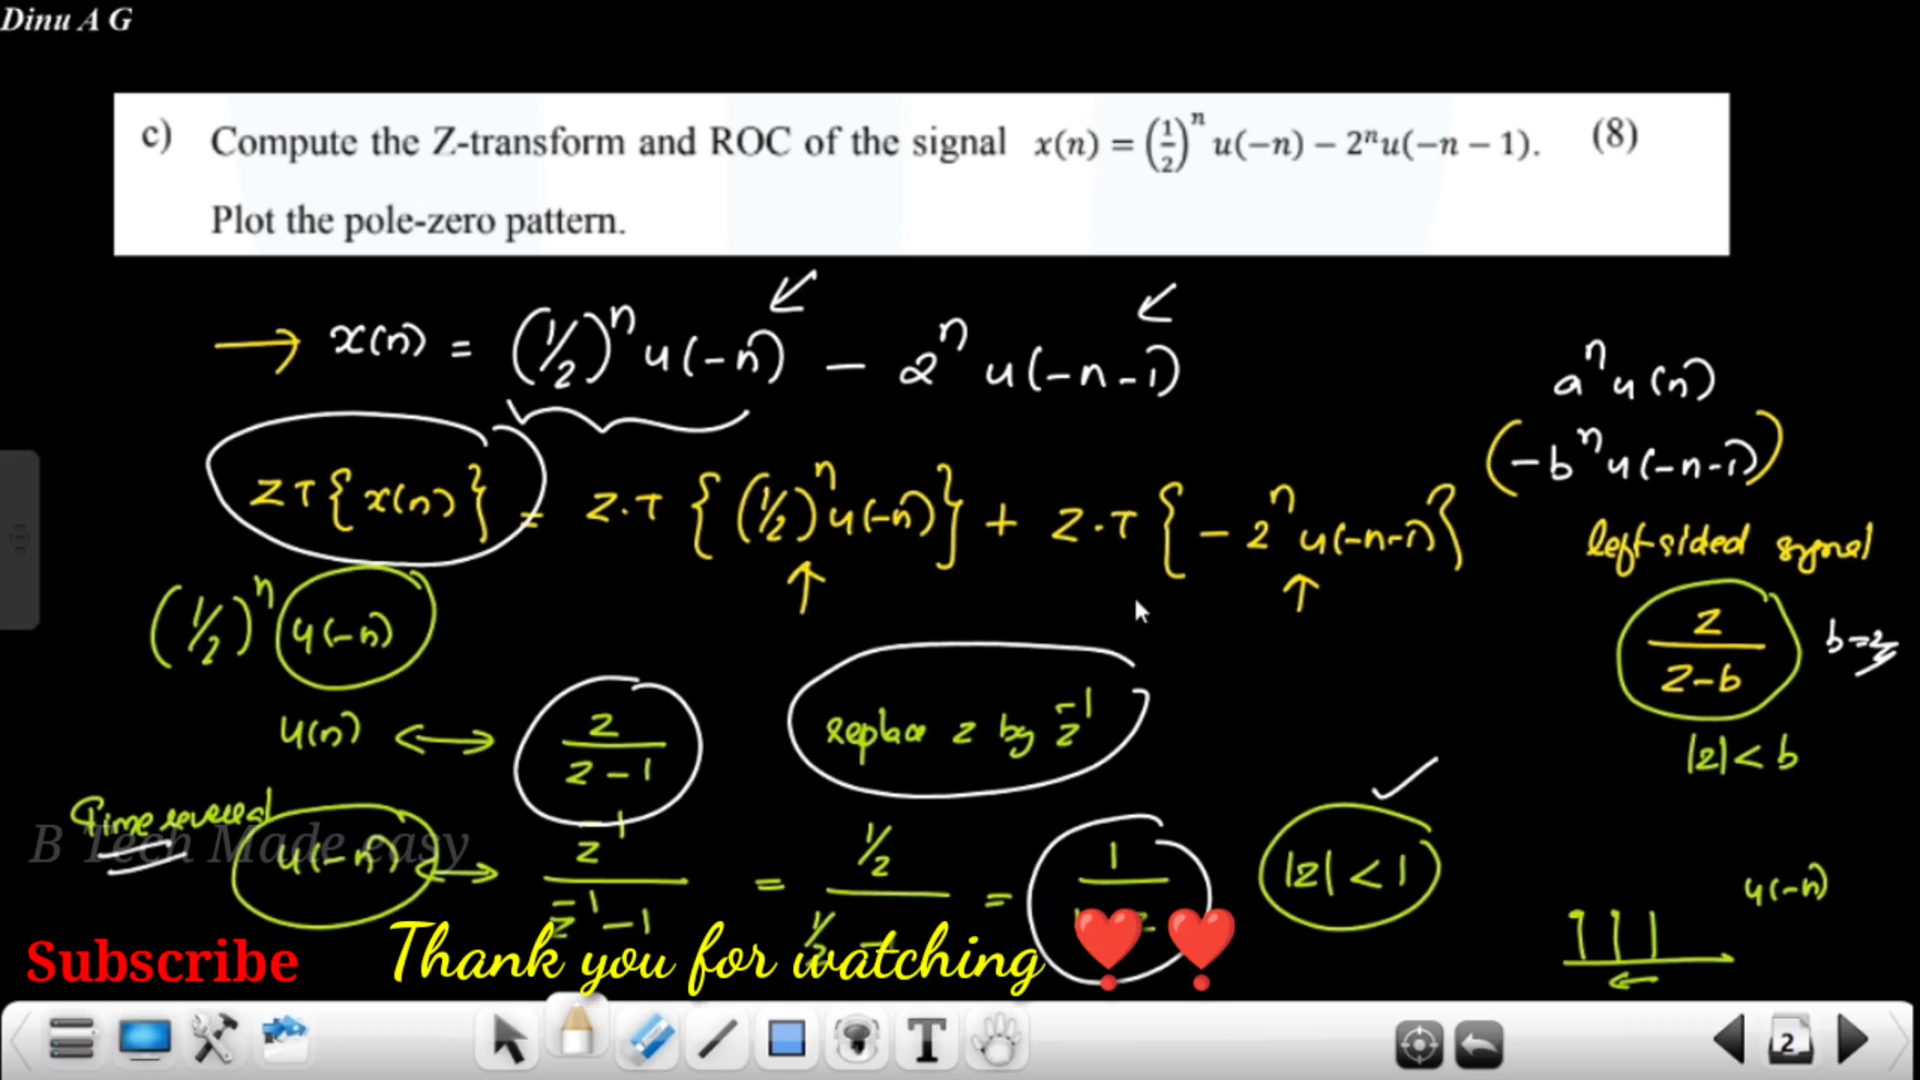 Dinu A G
c) Compute the Z-transform and ROC of the signal x(n) = (1/2)^n u(−n) − 2^n u(−n − 1). (8)
Plot the pole-zero pattern.
→ x(n) = (1/2)^n u(-n) - 2^n u(-n-1)
a^n u(n)
(-b^n u(-n-1))
ZT{x(n)} = Z.T {(1/2)^n u(-n)} + Z.T {-2^n u(-n-1)}
left-sided signal
(1/2)^n u(-n)
z/(z-b) b=2
|z| < b
u(n) ↔ z/(z-1)
replace z by z^-1
Time reversal
B Tech Made easy
u(-n) ↔ z^-1/(z^-1 -1) = = |z| < 1
u(-n)
Subscribe
Thank you for watching
T
2